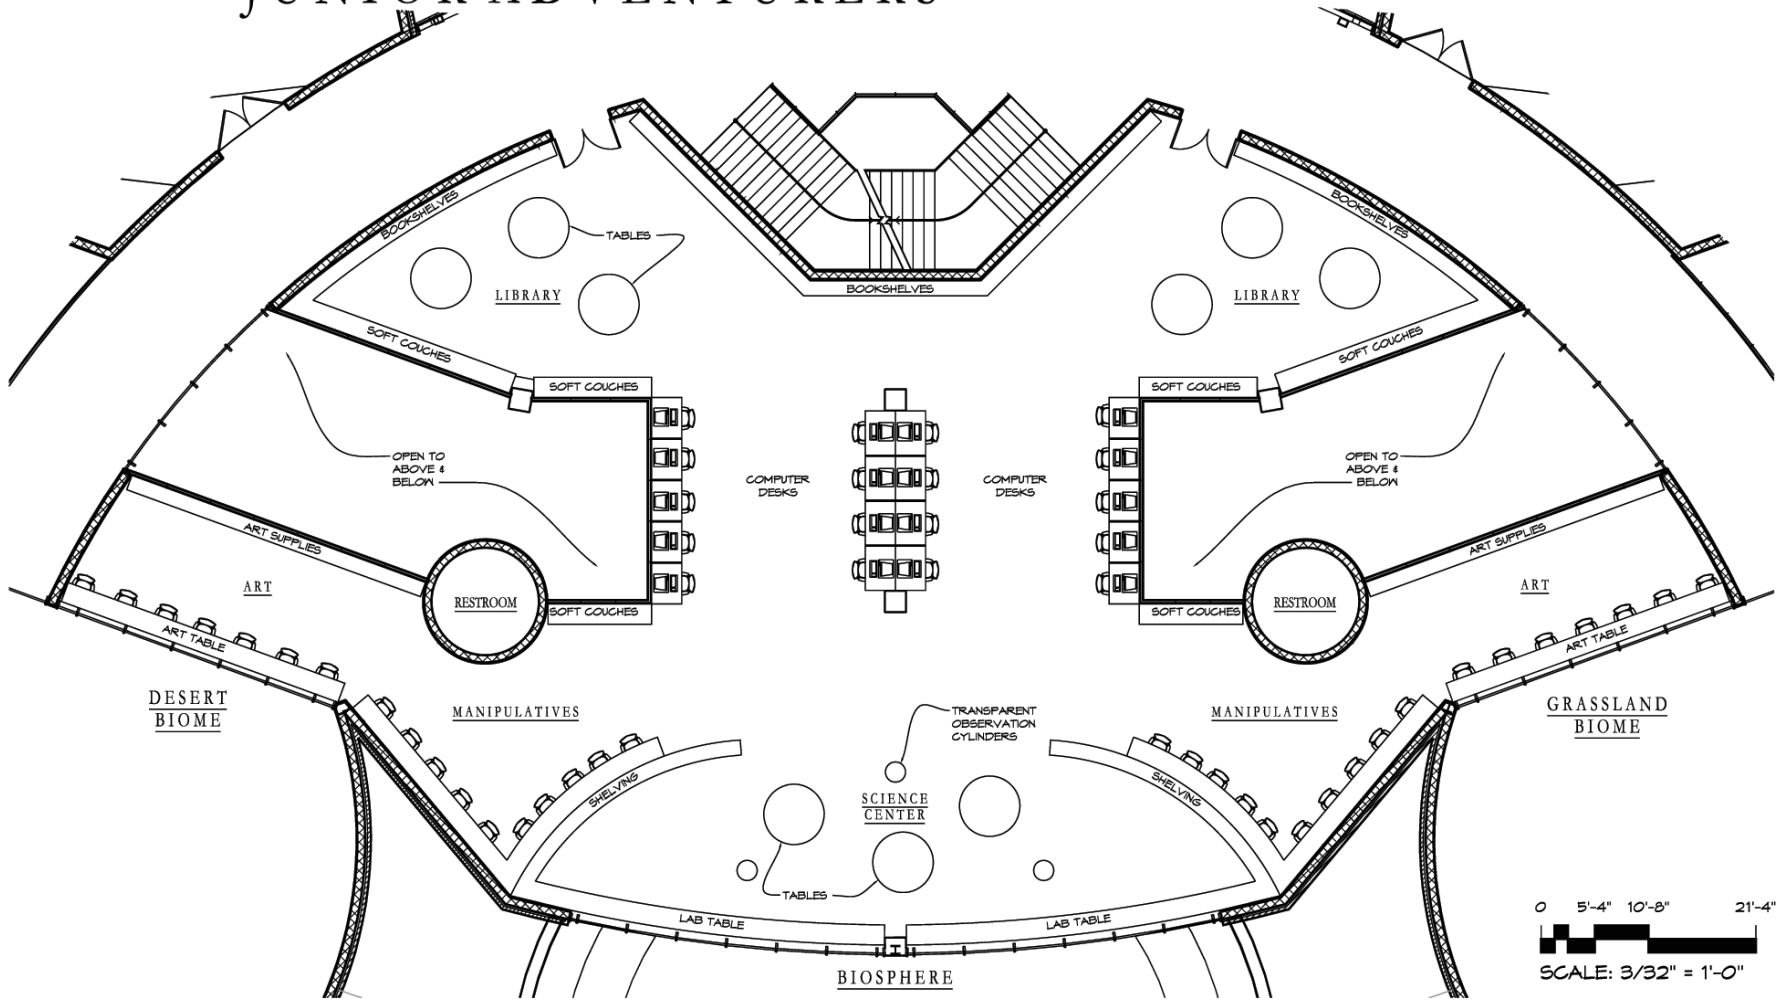 JUNIOR ADVENTURERS
BOOKSHELVES
TABLES
LIBRARY
SOFT COUCHES
SOFT COUCHES
BOOKSHELVES
LIBRARY
BOOKSHELVES
SOFT COUCHES
SOFT COUCHES
OPEN TO
ABOVE &
BELOW
COMPUTER
DESKS
COMPUTER
DESKS
OPEN TO
ABOVE &
BELOW
ART SUPPLIES
ART
RESTROOM
SOFT COUCHES
ART TABLE
SOFT COUCHES
RESTROOM
ART SUPPLIES
ART
ART TABLE
DESERT
BIOME
MANIPULATIVES
TRANSPARENT
OBSERVATION
CYLINDERS
MANIPULATIVES
GRASSLAND
BIOME
SHELVING
SCIENCE
CENTER
SHELVING
TABLES
LAB TABLE
LAB TABLE
BIOSPHERE
0 5'-4" 10'-8" 21'-4"
SCALE: 3/32" = 1'-0"